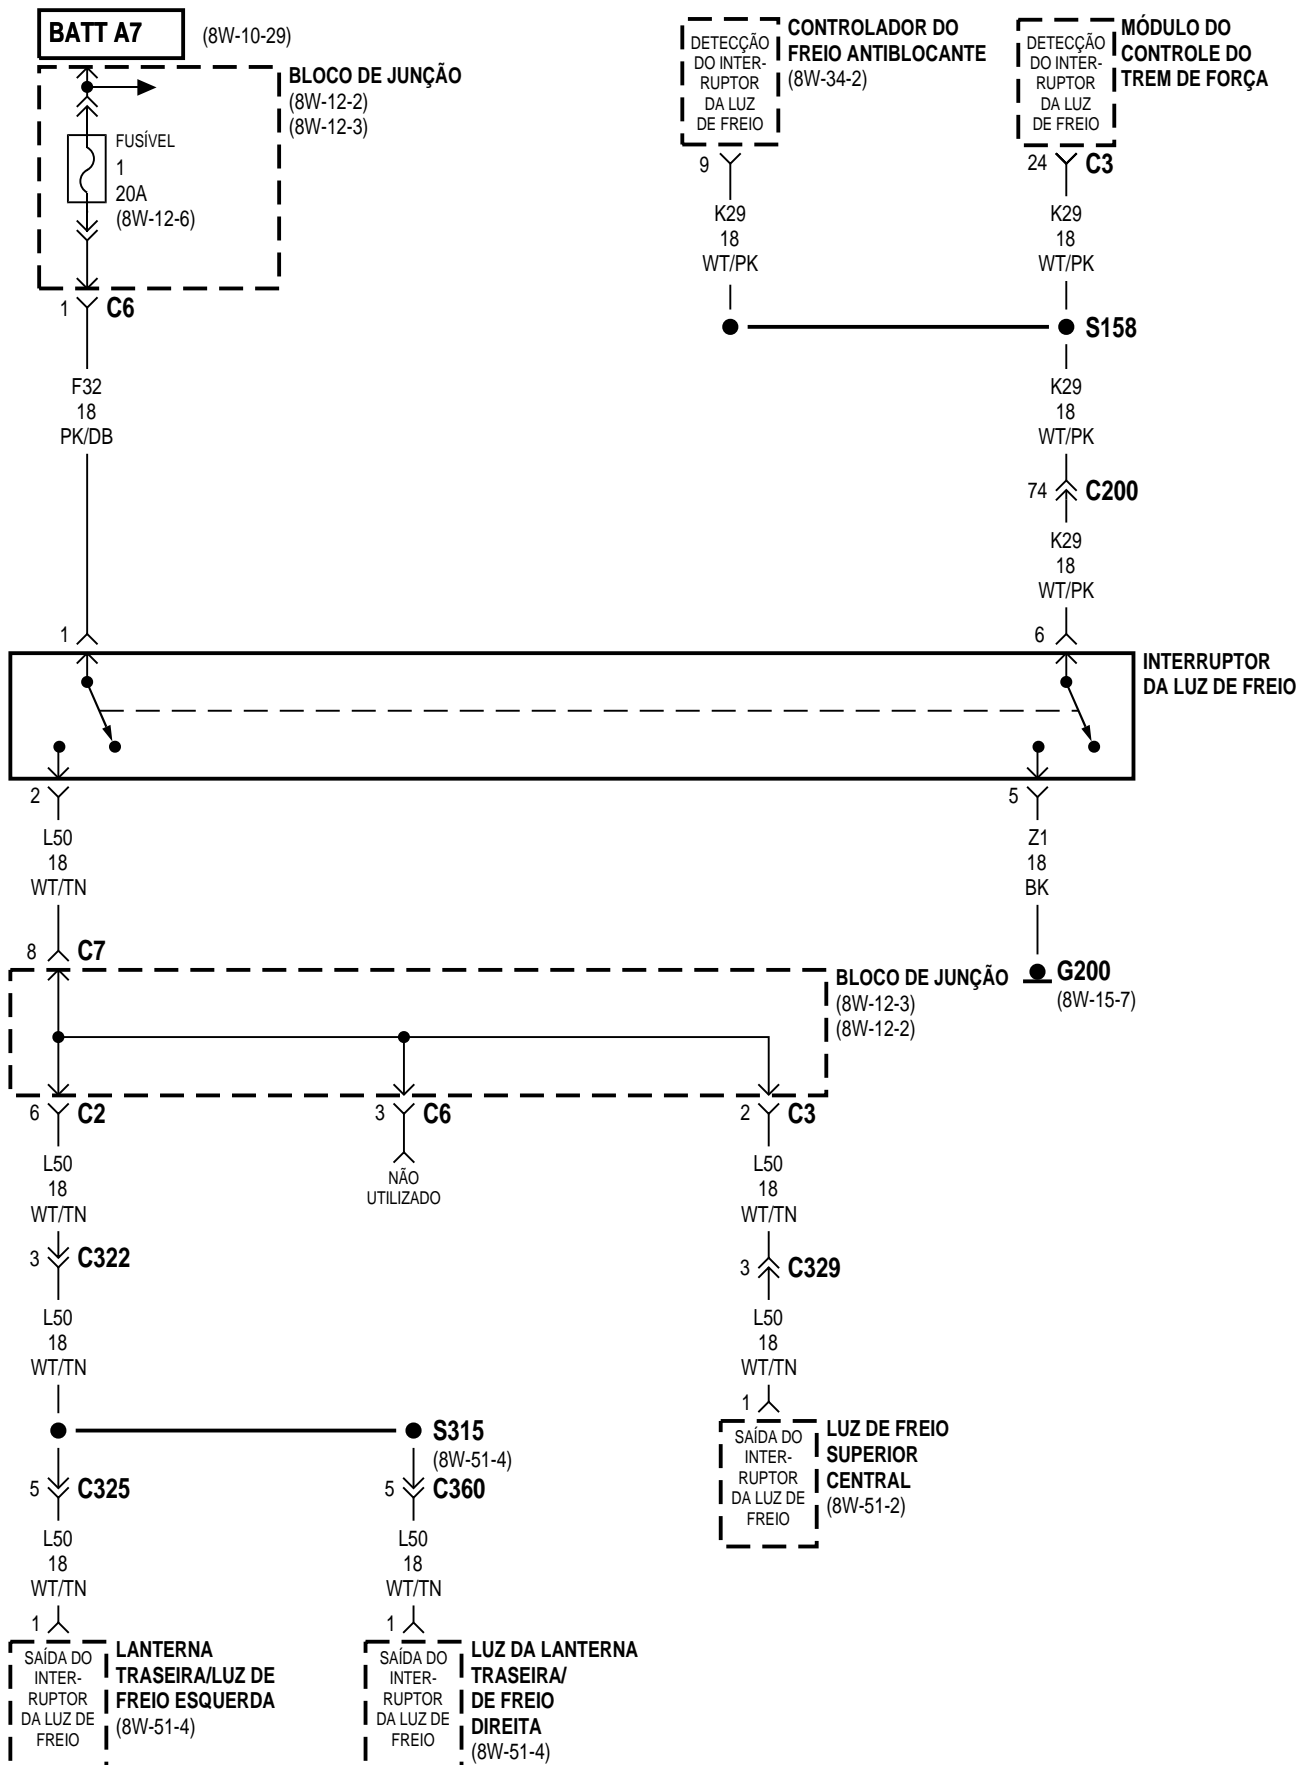 BATT A7
(8W-10-29)
BLOCO DE JUNÇÃO
(8W-12-2)
(8W-12-3)
FUSÍVEL
1
20A
(8W-12-6)
1
C6
F32
18
PK/DB
1
DETECÇÃO
DO INTER-
RUPTOR
DA LUZ
DE FREIO
CONTROLADOR DO
FREIO ANTIBLOCANTE
(8W-34-2)
9
K29
18
WT/PK
DETECÇÃO
DO INTER-
RUPTOR
DA LUZ
DE FREIO
MÓDULO DO
CONTROLE DO
TREM DE FORÇA
24
C3
K29
18
WT/PK
S158
K29
18
WT/PK
74
C200
K29
18
WT/PK
6
INTERRUPTOR
DA LUZ DE FREIO
2
L50
18
WT/TN
8
C7
5
Z1
18
BK
G200
(8W-15-7)
BLOCO DE JUNÇÃO
(8W-12-3)
(8W-12-2)
6
C2
3
C6
2
C3
L50
18
WT/TN
NÃO
UTILIZADO
L50
18
WT/TN
3
C322
3
C329
L50
18
WT/TN
L50
18
WT/TN
1
S315
(8W-51-4)
SAÍDA DO
INTER-
RUPTOR
DA LUZ DE
FREIO
LUZ DE FREIO
SUPERIOR
CENTRAL
(8W-51-2)
5
C325
5
C360
L50
18
WT/TN
L50
18
WT/TN
1
1
SAÍDA DO
INTER-
RUPTOR
DA LUZ DE
FREIO
LANTERNA
TRASEIRA/LUZ DE
FREIO ESQUERDA
(8W-51-4)
SAÍDA DO
INTER-
RUPTOR
DA LUZ DE
FREIO
LUZ DA LANTERNA
TRASEIRA/
DE FREIO
DIREITA
(8W-51-4)